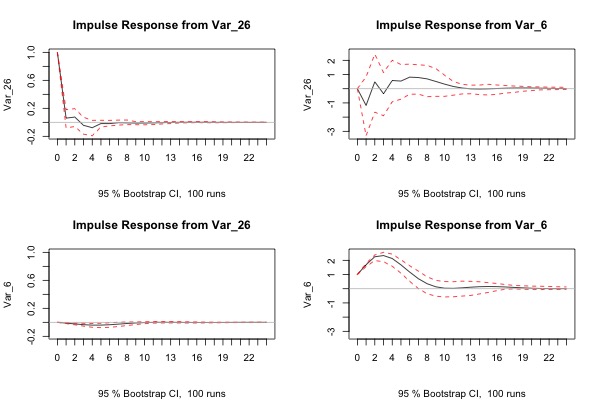 Impulse Response from Var_26
Var_26
-0.2 0.2 0.6 1.0
0 2 4 6 8 10 13 16 19 22
95 % Bootstrap CI, 100 runs
Impulse Response from Var_6
Var_26
-3 -1 1 2
0 2 4 6 8 10 13 16 19 22
95 % Bootstrap CI, 100 runs
Impulse Response from Var_26
Var_6
-0.2 0.2 0.6 1.0
0 2 4 6 8 10 13 16 19 22
95 % Bootstrap CI, 100 runs
Impulse Response from Var_6
Var_6
-3 -1 1 2
0 2 4 6 8 10 13 16 19 22
95 % Bootstrap CI, 100 runs